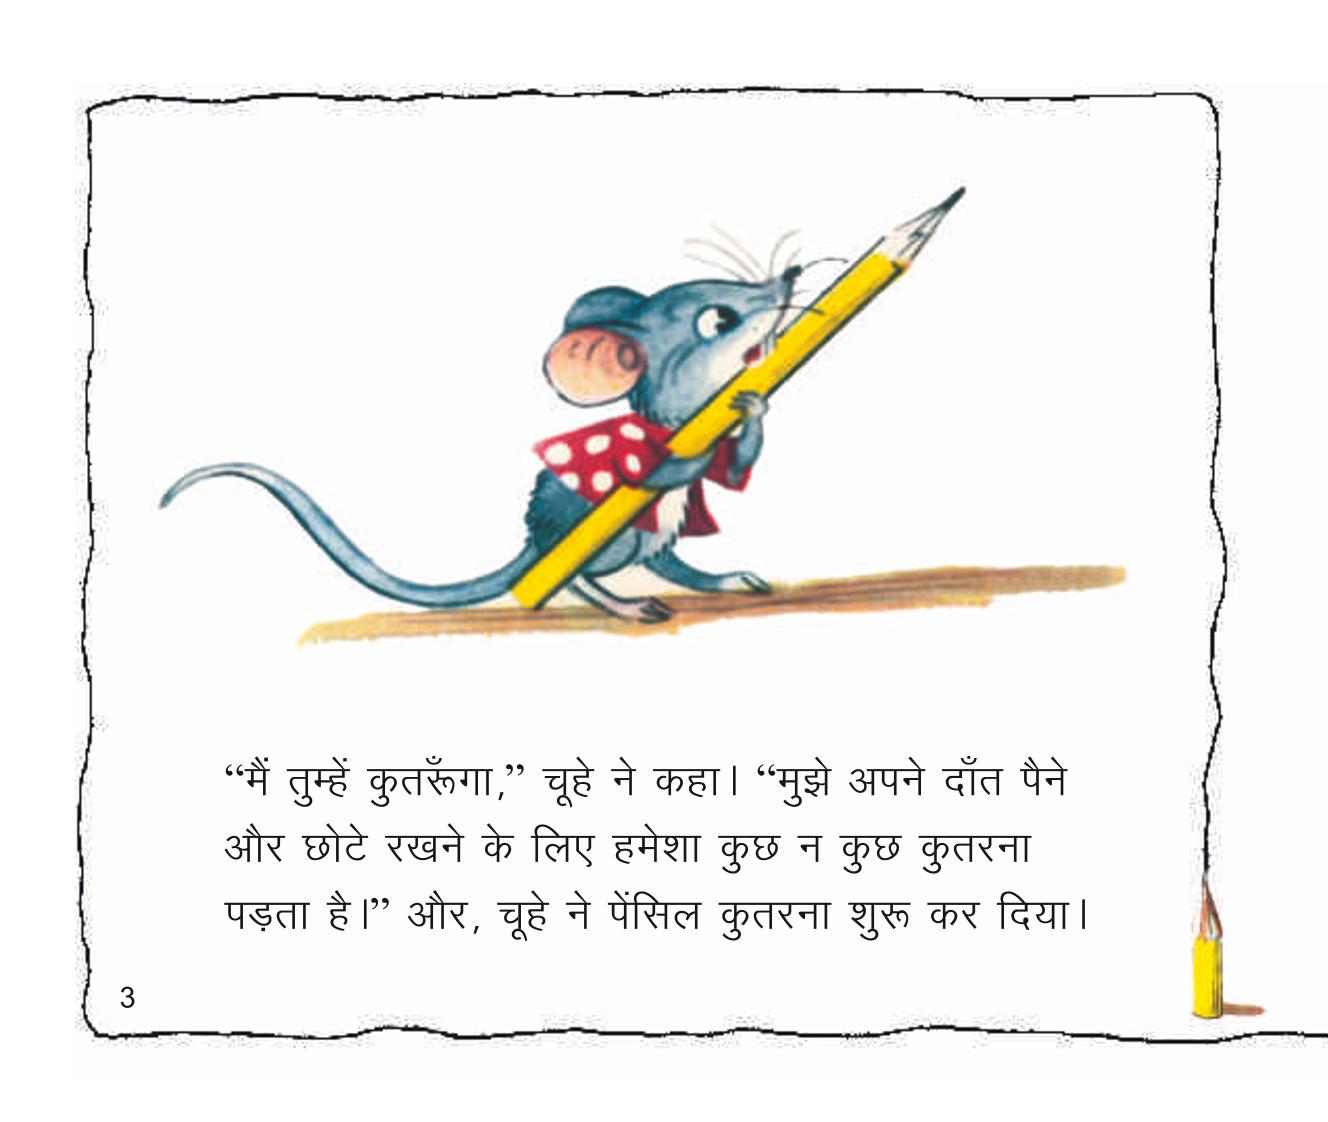 “मैं तुम्हें कुतरूँगा,” चूहे ने कहा। “मुझे अपने दाँत पैने
और छोटे रखने के लिए हमेशा कुछ न कुछ कुतरना
पड़ता है।” और, चूहे ने पेंसिल कुतरना शुरू कर दिया।
3